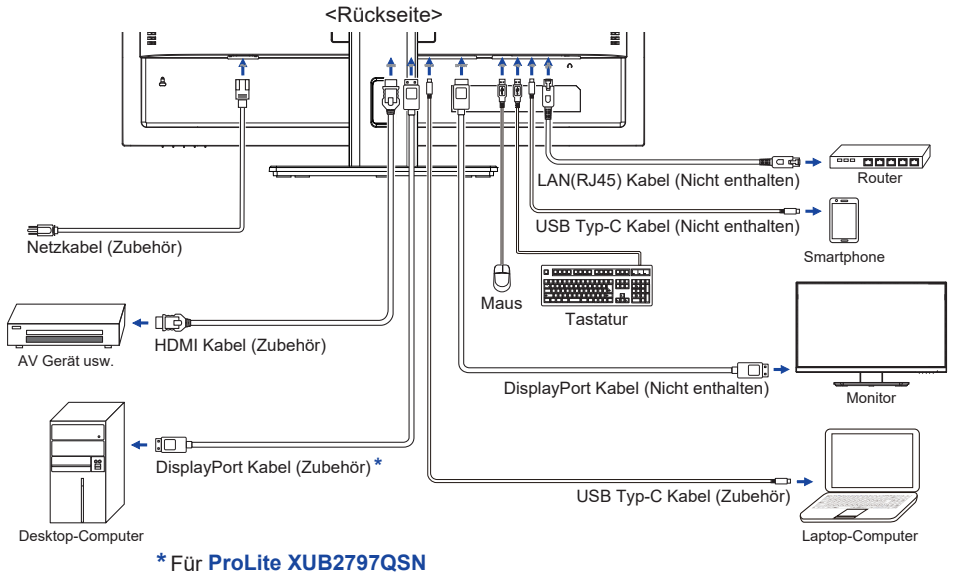 <Rückseite>
LAN(RJ45) Kabel (Nicht enthalten)
Router
USB Typ-C Kabel (Nicht enthalten)
Smartphone
Netzkabel (Zubehör)
Maus
Tastatur
HDMI Kabel (Zubehör)
AV Gerät usw.
DisplayPort Kabel (Nicht enthalten)
Monitor
DisplayPort Kabel (Zubehör) *
USB Typ-C Kabel (Zubehör)
Desktop-Computer
Laptop-Computer
* Für ProLite XUB2797QSN